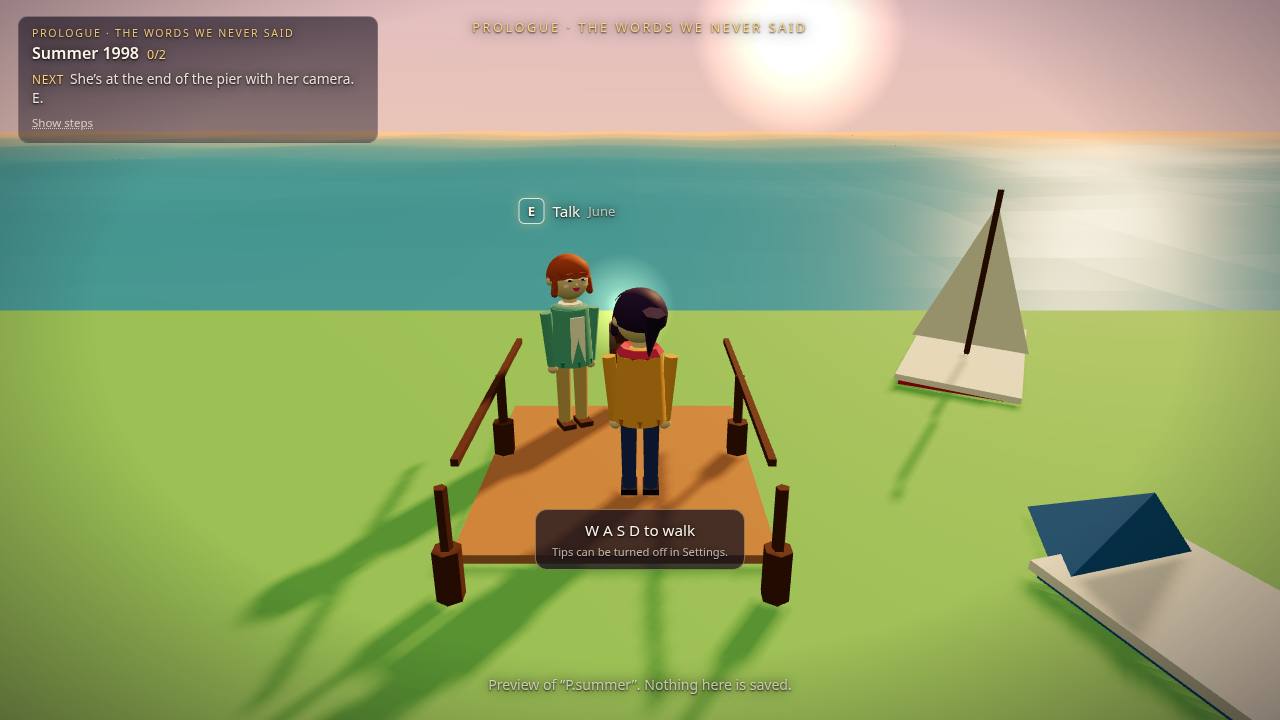 PROLOGUE · THE WORDS WE NEVER SAID
Summer 1998 0/2
NEXT She's at the end of the pier with her camera.
E.
Show steps
PROLOGUE · THE WORDS WE NEVER SAID
E Talk June
W A S D to walk
Tips can be turned off in Settings.
Preview of "P.summer". Nothing here is saved.